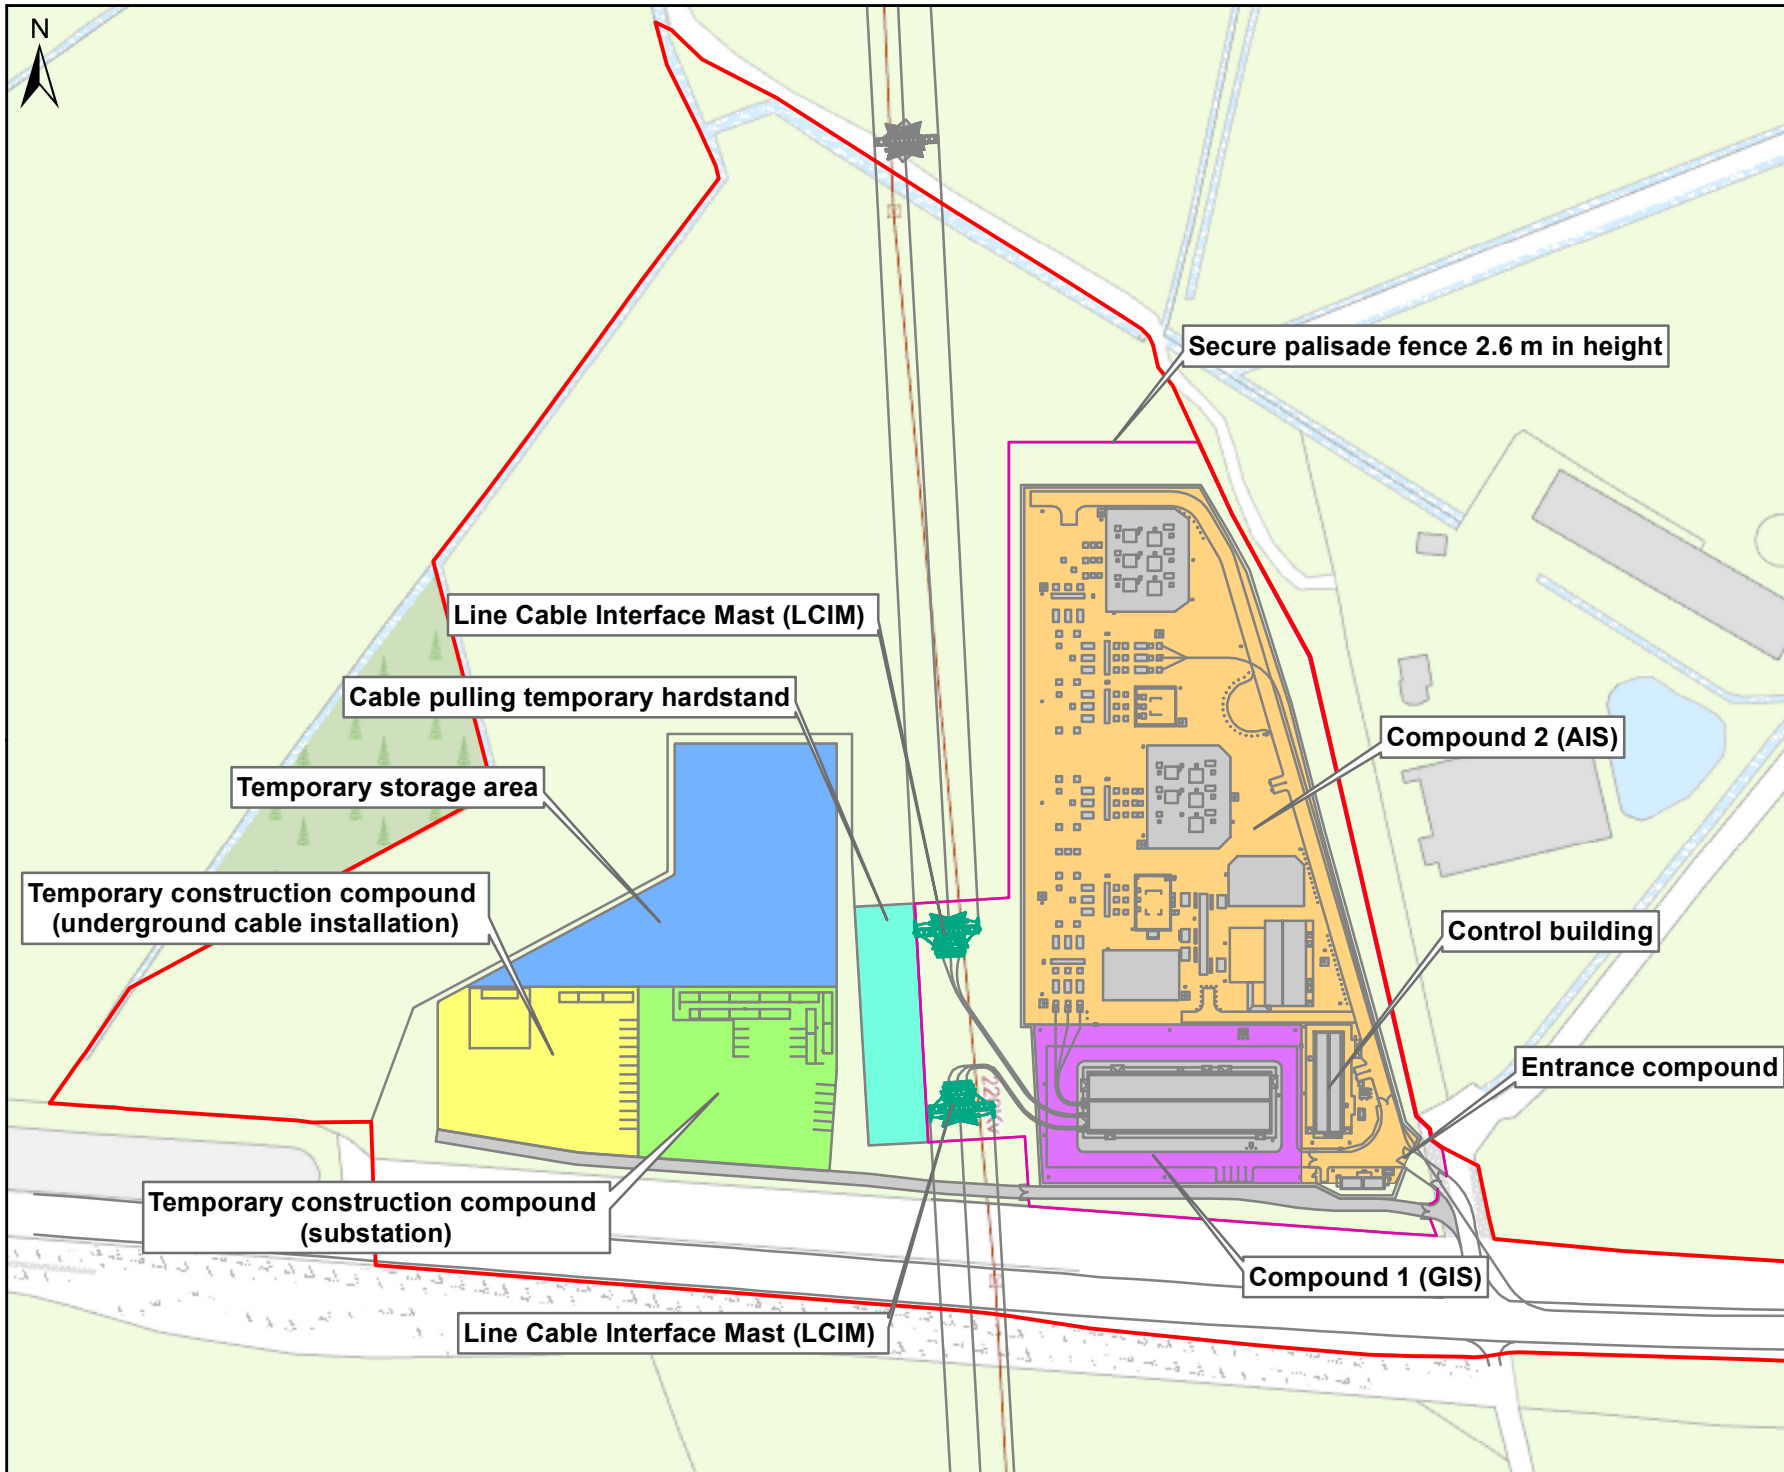 N
Secure palisade fence 2.6 m in height
Line Cable Interface Mast (LCIM)
Cable pulling temporary hardstand
Compound 2 (AIS)
Temporary storage area
Temporary construction compound
(underground cable installation)
Control building
Entrance compound
220Kv
Temporary construction compound
(substation)
Compound 1 (GIS)
Line Cable Interface Mast (LCIM)